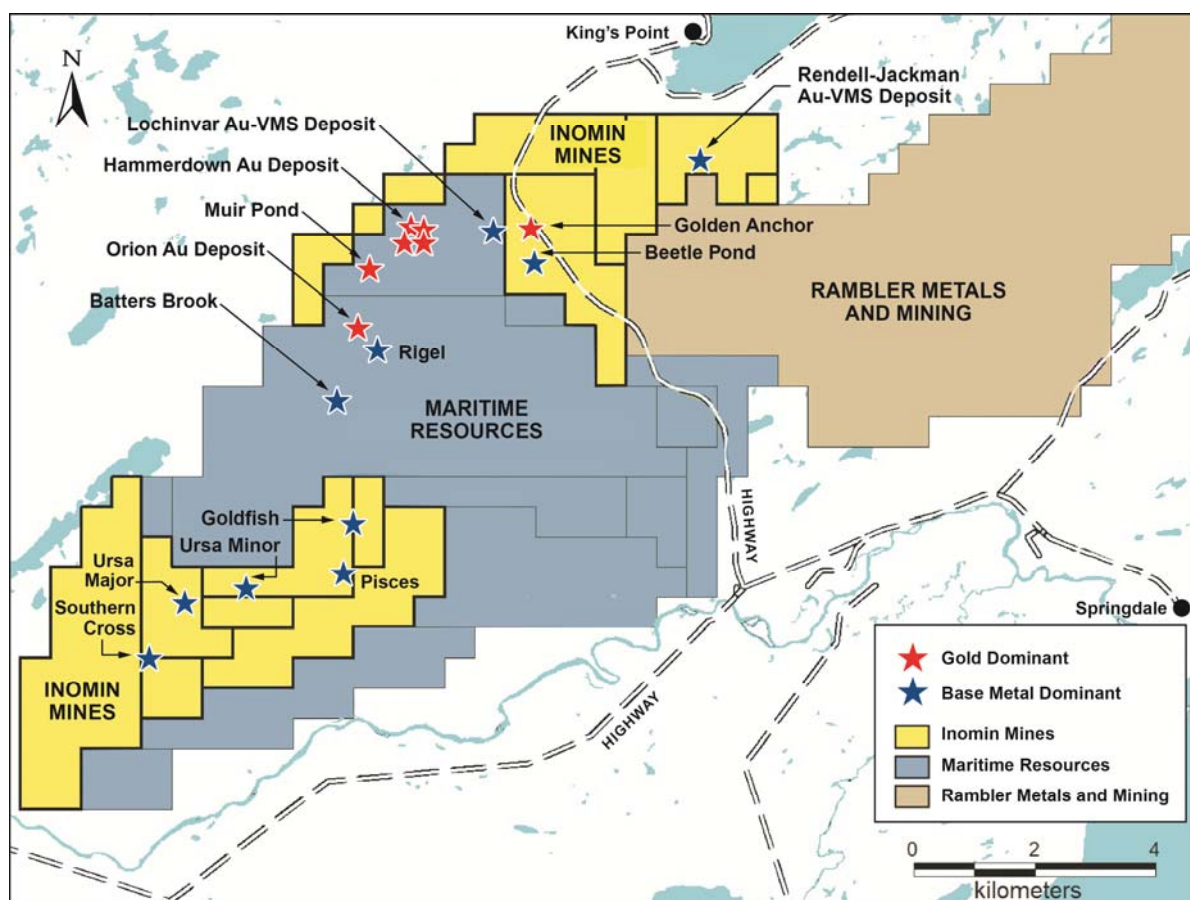 King's Point
N
Rendell-Jackman
Au-VMS Deposit
Lochinvar Au-VMS Deposit
INOMIN
MINES
Hammerdown Au Deposit
Muir Pond
Golden Anchor
Orion Au Deposit
Beetle Pond
Batters Brook
RAMBLER METALS
AND MINING
Rigel
MARITIME
RESOURCES
HIGHWAY
Goldfish
Ursa Minor
Ursa
Major
Pisces
Southern
Cross
Springdale
INOMIN
MINES
HIGHWAY
Gold Dominant
Base Metal Dominant
Inomin Mines
Maritime Resources
Rambler Metals and Mining
0 2 4
kilometers